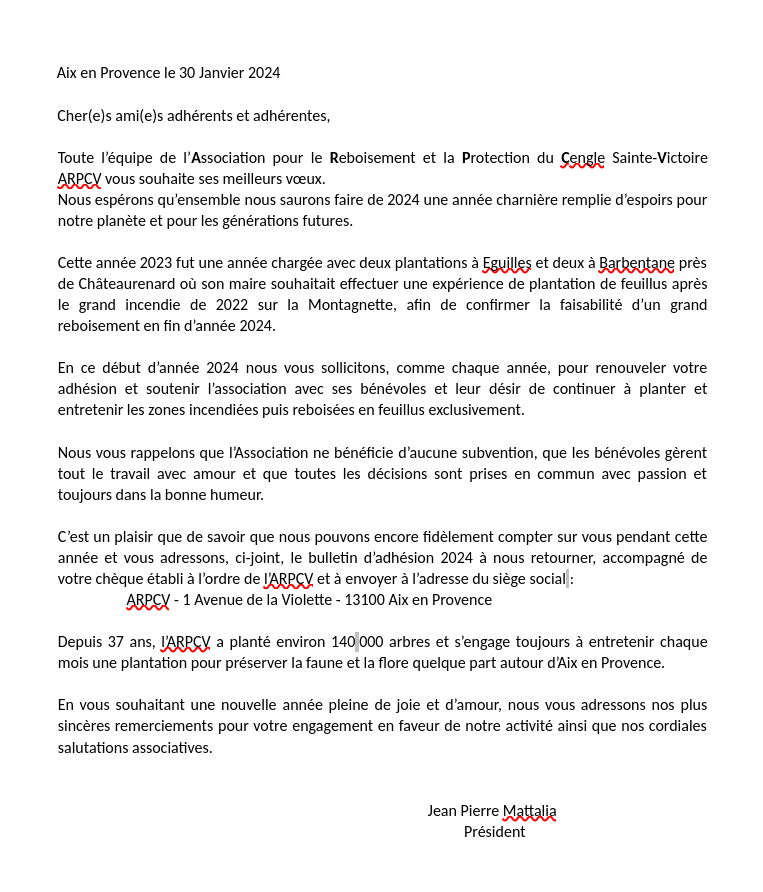 Aix en Provence le 30 Janvier 2024
Cher(e)s ami(e)s adhérents et adhérentes,
Toute l’équipe de l’Association pour le Reboisement et la Protection du Cengle Sainte-Victoire
ARPCV vous souhaite ses meilleurs vœux.
Nous espérons qu’ensemble nous saurons faire de 2024 une année charnière remplie d’espoirs pour
notre planète et pour les générations futures.
Cette année 2023 fut une année chargée avec deux plantations à Eguilles et deux à Barbentane près
de Châteaurenard où son maire souhaitait effectuer une expérience de plantation de feuillus après
le grand incendie de 2022 sur la Montagnette, afin de confirmer la faisabilité d’un grand
reboisement en fin d’année 2024.
En ce début d’année 2024 nous vous sollicitons, comme chaque année, pour renouveler votre
adhésion et soutenir l’association avec ses bénévoles et leur désir de continuer à planter et
entretenir les zones incendiées puis reboisées en feuillus exclusivement.
Nous vous rappelons que l’Association ne bénéficie d’aucune subvention, que les bénévoles gèrent
tout le travail avec amour et que toutes les décisions sont prises en commun avec passion et
toujours dans la bonne humeur.
C’est un plaisir que de savoir que nous pouvons encore fidèlement compter sur vous pendant cette
année et vous adressons, ci-joint, le bulletin d’adhésion 2024 à nous retourner, accompagné de
votre chèque établi à l’ordre de l’ARPCV et à envoyer à l’adresse du siège social :
ARPCV - 1 Avenue de la Violette - 13100 Aix en Provence
Depuis 37 ans, l’ARPCV a planté environ 140 000 arbres et s’engage toujours à entretenir chaque
mois une plantation pour préserver la faune et la flore quelque part autour d’Aix en Provence.
En vous souhaitant une nouvelle année pleine de joie et d’amour, nous vous adressons nos plus
sincères remerciements pour votre engagement en faveur de notre activité ainsi que nos cordiales
salutations associatives.
Jean Pierre Mattalia
Président